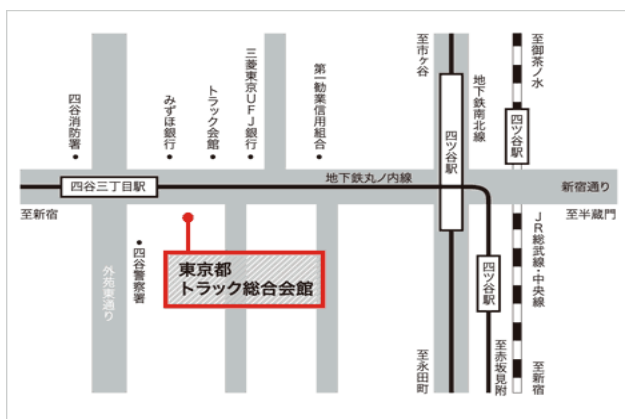 四谷消防署
みずほ銀行
トラック会館
三菱東京UFJ銀行
第一勧業信用組合
至市ヶ谷
地下鉄南北線
至御茶ノ水
四ツ谷駅
四ツ谷駅
四谷三丁目駅
地下鉄丸ノ内線
新宿通り
至新宿
至半蔵門
外苑東通り
四谷警察署
東京都
トラック総合会館
四ツ谷駅
JR総武線・中央線
至永田町
至赤坂見附
至新宿